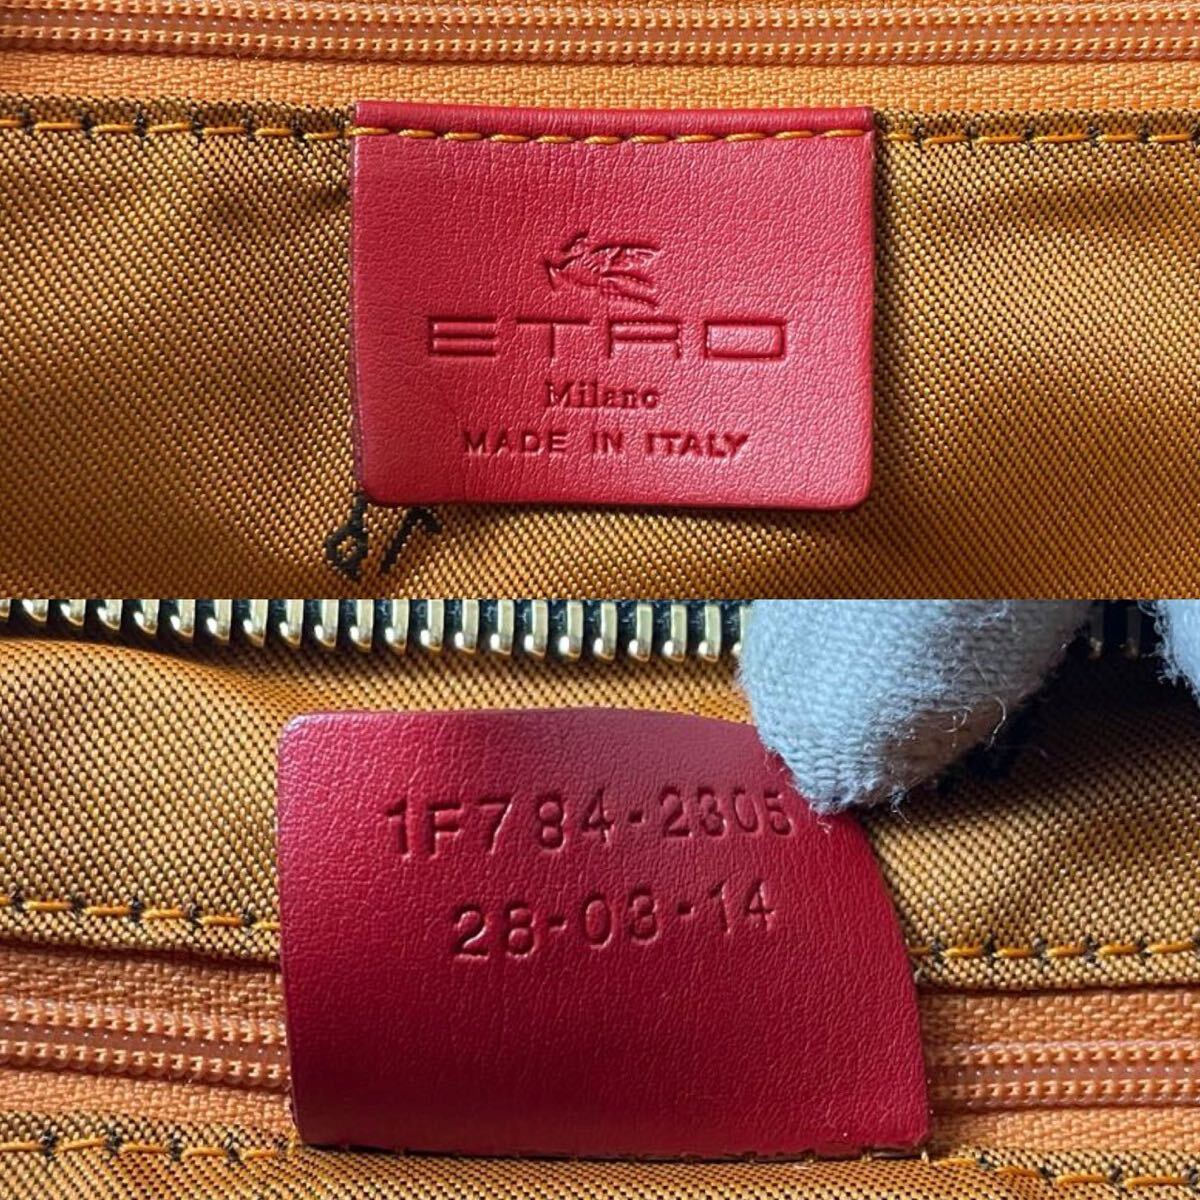 ETRO
Milano
MADE IN ITALY
1F784-2305
28-03-14